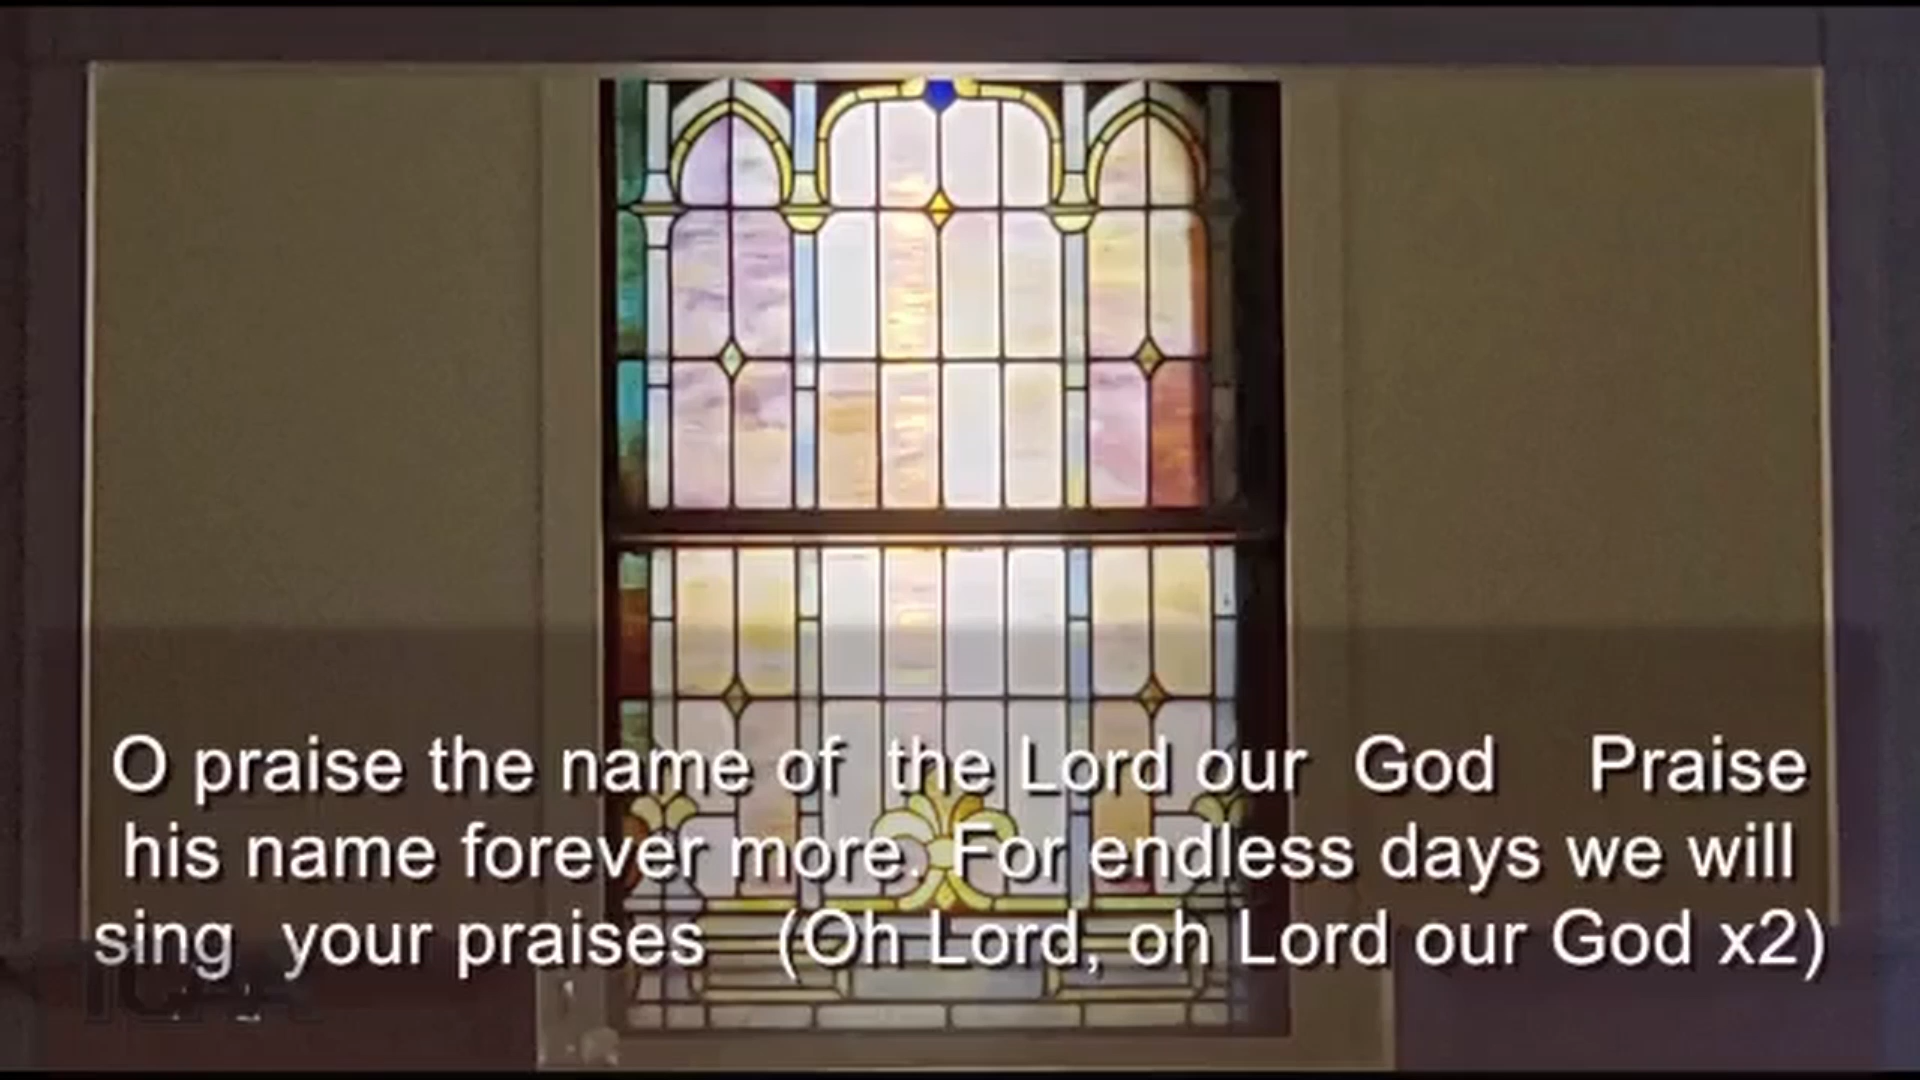 O praise the name of the Lord our God Praise
his name forever more. For endless days we will
sing your praises (Oh Lord, oh Lord our God x2)